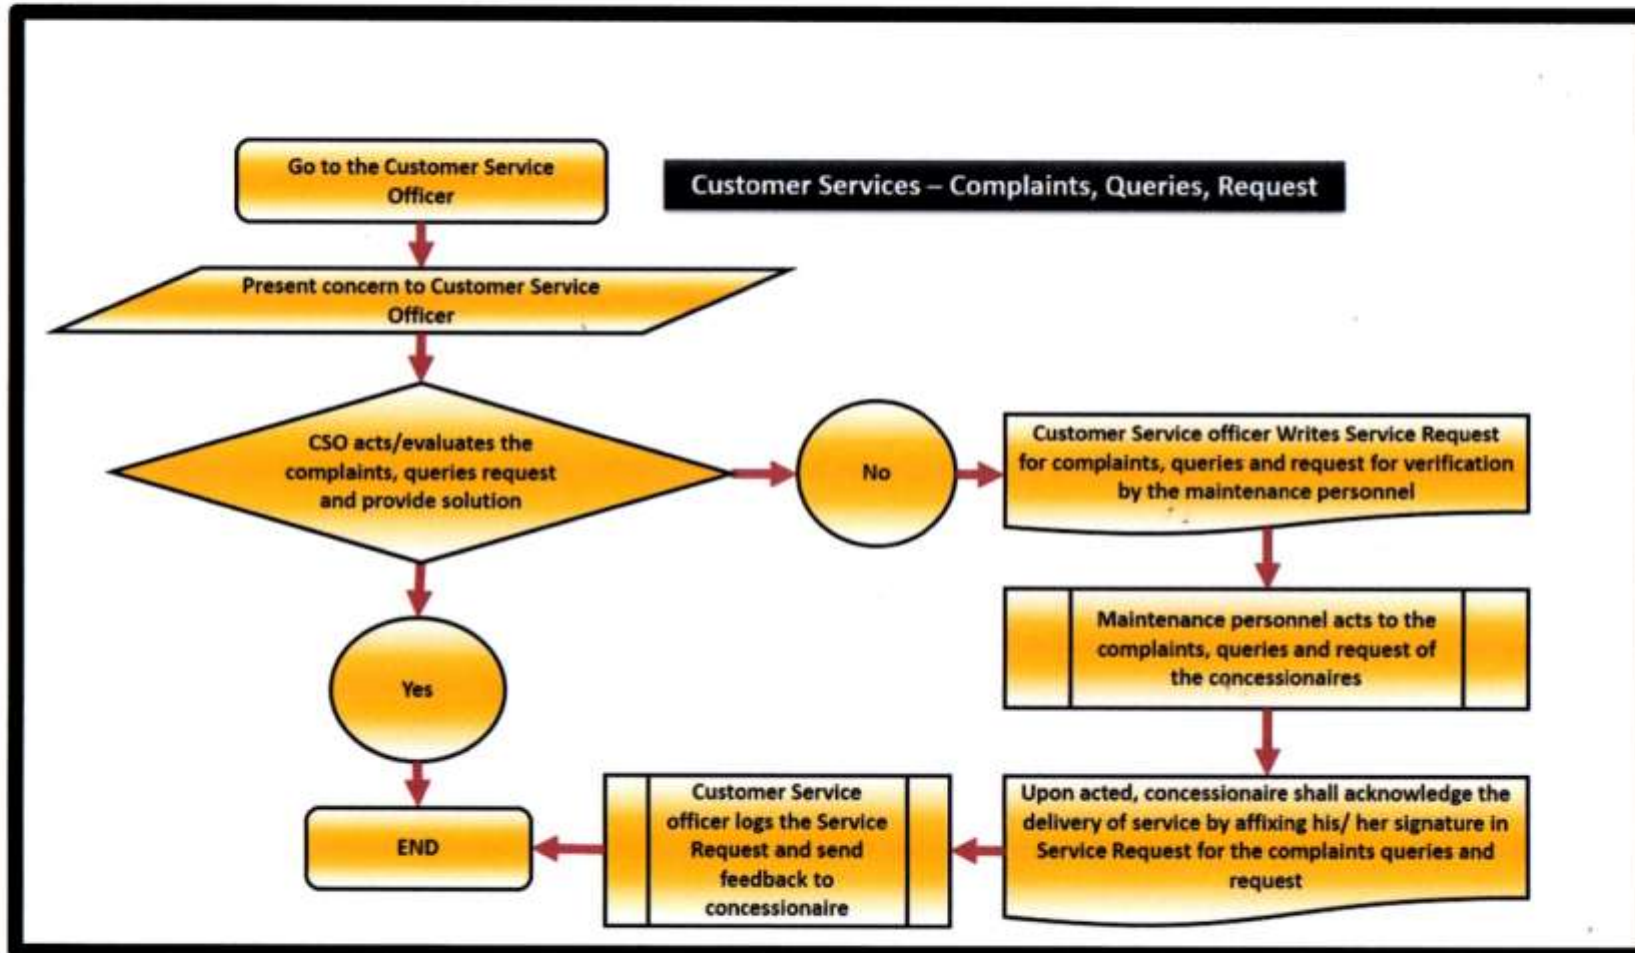 Go to the Customer Service
Officer
Customer Services – Complaints, Queries, Request
Present concern to Customer Service
Officer
CSO acts/evaluates the
complaints, queries request
and provide solution
No
Customer Service officer Writes Service Request
for complaints, queries and request for verification
by the maintenance personnel
Maintenance personnel acts to the
complaints, queries and request of
the concessionaires
Yes
Upon acted, concessionaire shall acknowledge the
delivery of service by affixing his/ her signature in
Service Request for the complaints queries and
request
Customer Service
officer logs the Service
Request and send
feedback to
concessionaire
END